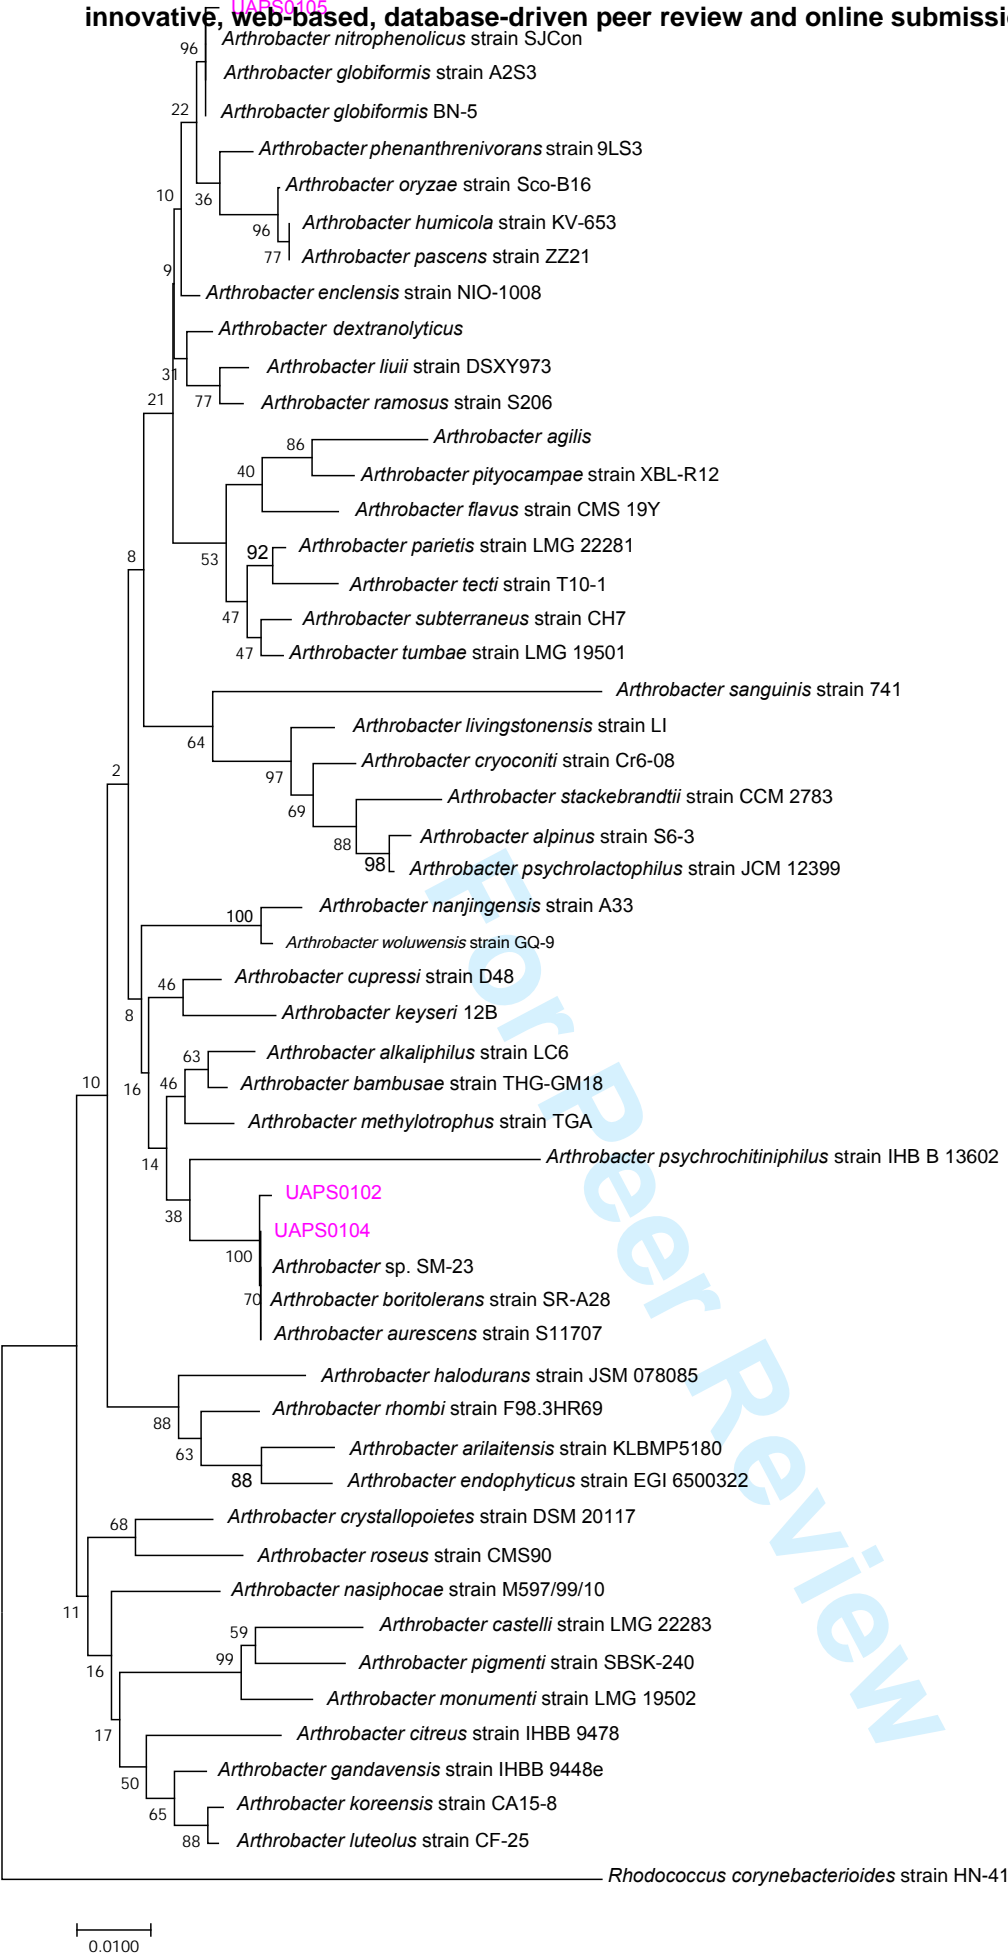 UAPS0105
innovative, web-based, database-driven peer review and online submissi
Arthrobacter nitrophenolicus strain SJCon
96
Arthrobacter globiformis strain A2S3
22
Arthrobacter globiformis BN-5
Arthrobacter phenanthrenivorans strain 9LS3
Arthrobacter oryzae strain Sco-B16
10
36
Arthrobacter humicola strain KV-653
96
77
Arthrobacter pascens strain ZZ21
9
Arthrobacter enclensis strain NIO-1008
Arthrobacter dextranolyticus
Arthrobacter liuii strain DSXY973
31
21
77
Arthrobacter ramosus strain S206
Arthrobacter agilis
86
40
Arthrobacter pityocampae strain XBL-R12
Arthrobacter flavus strain CMS 19Y
Arthrobacter parietis strain LMG 22281
92
8
53
Arthrobacter tecti strain T10-1
47
Arthrobacter subterraneus strain CH7
47
Arthrobacter tumbae strain LMG 19501
Arthrobacter sanguinis strain 741
Arthrobacter livingstonensis strain LI
64
Arthrobacter cryoconiti strain Cr6-08
2
97
Arthrobacter stackebrandtii strain CCM 2783
69
Arthrobacter alpinus strain S6-3
88
98
Arthrobacter psychrolactophilus strain JCM 12399
Arthrobacter nanjingensis strain A33
100
Arthrobacter woluwensis strain GQ-9
Arthrobacter cupressi strain D48
46
8
Arthrobacter keyseri 12B
Arthrobacter alkaliphilus strain LC6
63
10
16
46
Arthrobacter bambusae strain THG-GM18
Arthrobacter methylotrophus strain TGA
14
Arthrobacter psychrochitiniphilus strain IHB B 13602
UAPS0102
38
UAPS0104
100
Arthrobacter sp. SM-23
70
Arthrobacter boritolerans strain SR-A28
Arthrobacter aurescens strain S11707
Arthrobacter halodurans strain JSM 078085
Arthrobacter rhombi strain F98.3HR69
88
63
Arthrobacter arilaitensis strain KLBMP5180
88
Arthrobacter endophyticus strain EGI 6500322
Arthrobacter crystallopoietes strain DSM 20117
68
Arthrobacter roseus strain CMS90
Arthrobacter nasiphocae strain M597/99/10
11
Arthrobacter castelli strain LMG 22283
59
99
Arthrobacter pigmenti strain SBSK-240
16
Arthrobacter monumenti strain LMG 19502
17
Arthrobacter citreus strain IHBB 9478
Arthrobacter gandavensis strain IHBB 9448e
50
Arthrobacter koreensis strain CA15-8
65
88
Arthrobacter luteolus strain CF-25
Rhodococcus corynebacterioides strain HN-41
0.0100
For Peer Review